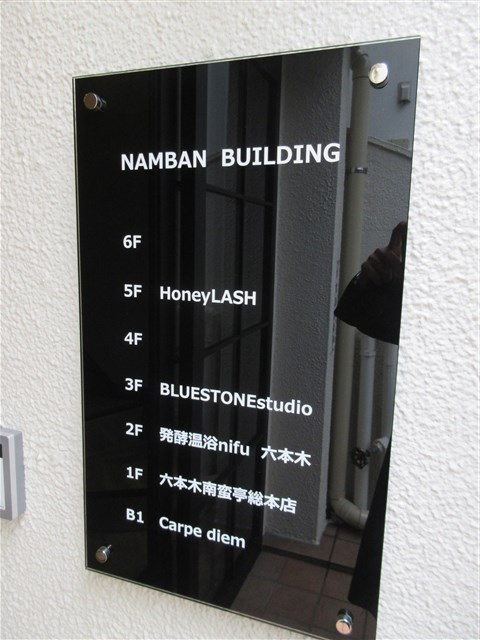 NAMBAN BUILDING
6F
5F HoneyLASH
4F
3F BLUESTONEstudio
2F 発酵温浴nifu 六本木
1F 六本木南蛮亭総本店
B1 Carpe diem